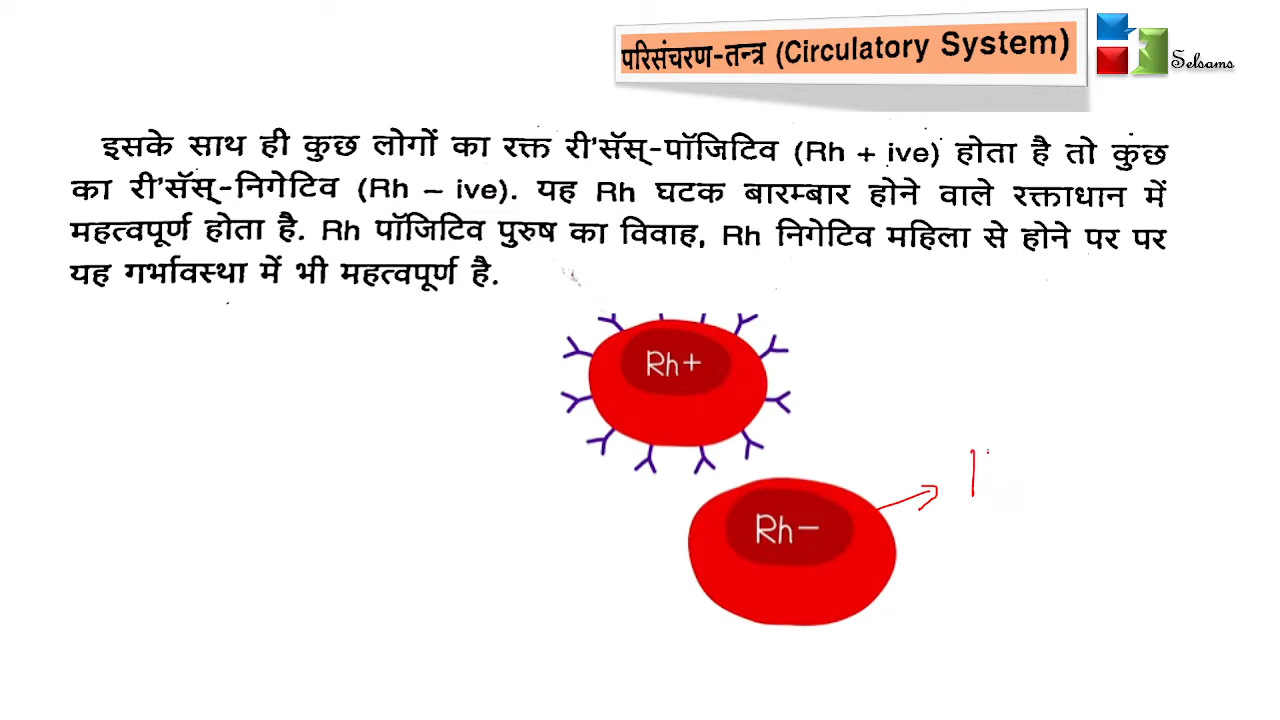 परिसंचरण-तन्त्र (Circulatory System)
Selsams
इसके साथ ही कुछ लोगों का रक्त री'सॅस्-पॉजिटिव (Rh + ive) होता है तो कुछ
का री'सॅस्-निगेटिव (Rh – ive). यह Rh घटक बारम्बार होने वाले रक्ताधान में
महत्वपूर्ण होता है. Rh पॉजिटिव पुरुष का विवाह, Rh निगेटिव महिला से होने पर पर
यह गर्भावस्था में भी महत्वपूर्ण है.
Rh+
Rh−